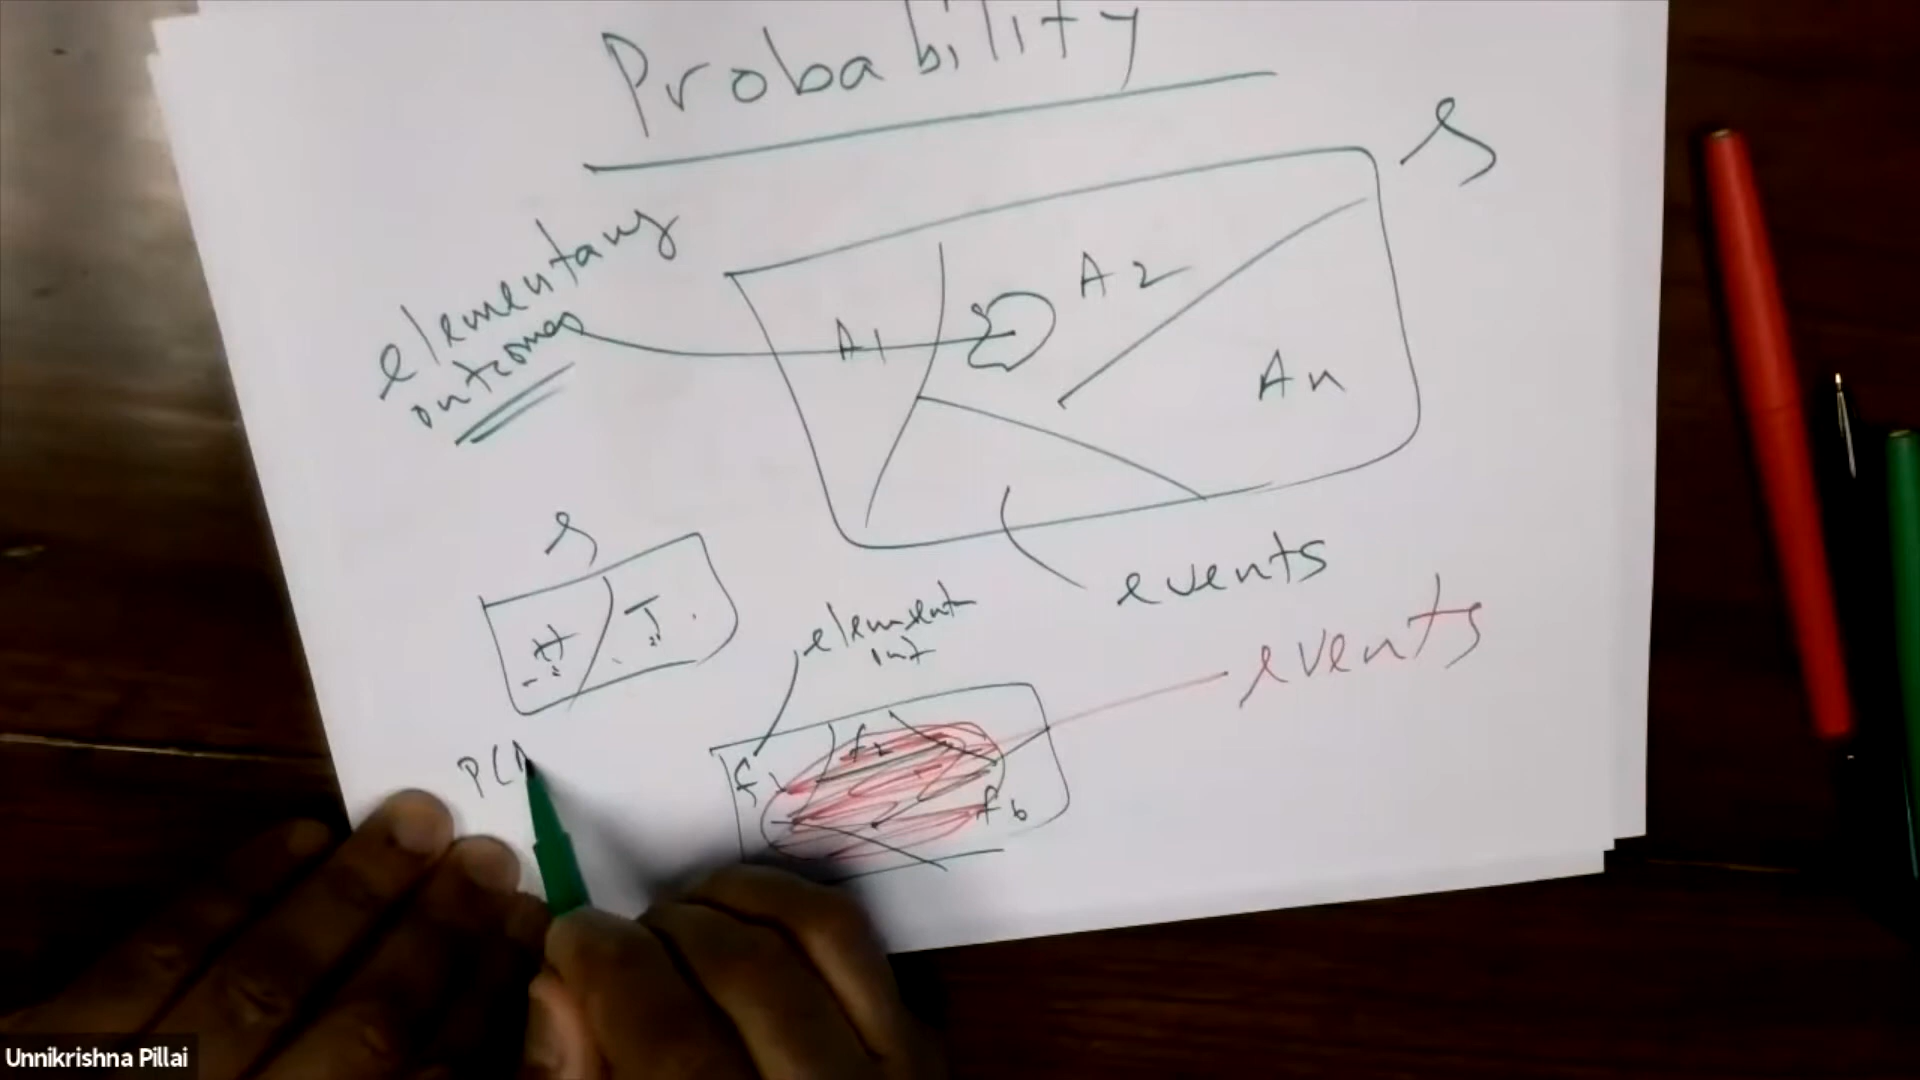 Probability
S
elementary
outcomes
A1
A2
An
events
S
H
T
element
events
f1
f2
f6
P(A
Unnikrishna Pillai